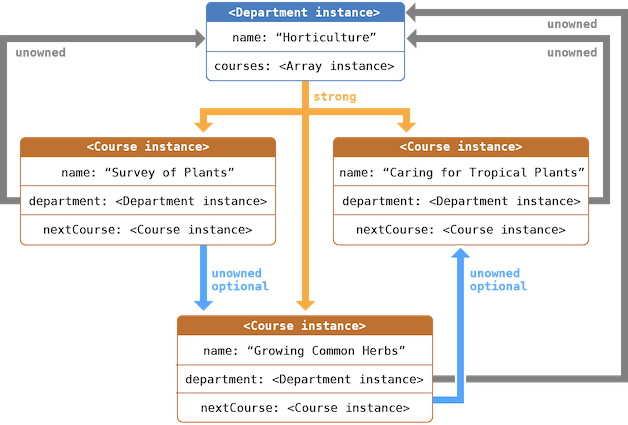 <Department instance>
name: “Horticulture”
courses: <Array instance>
unowned
unowned
unowned
strong
<Course instance>
name: “Survey of Plants”
department: <Department instance>
nextCourse: <Course instance>
<Course instance>
name: “Caring for Tropical Plants”
department: <Department instance>
nextCourse: <Course instance>
unowned
optional
unowned
optional
<Course instance>
name: “Growing Common Herbs”
department: <Department instance>
nextCourse: <Course instance>